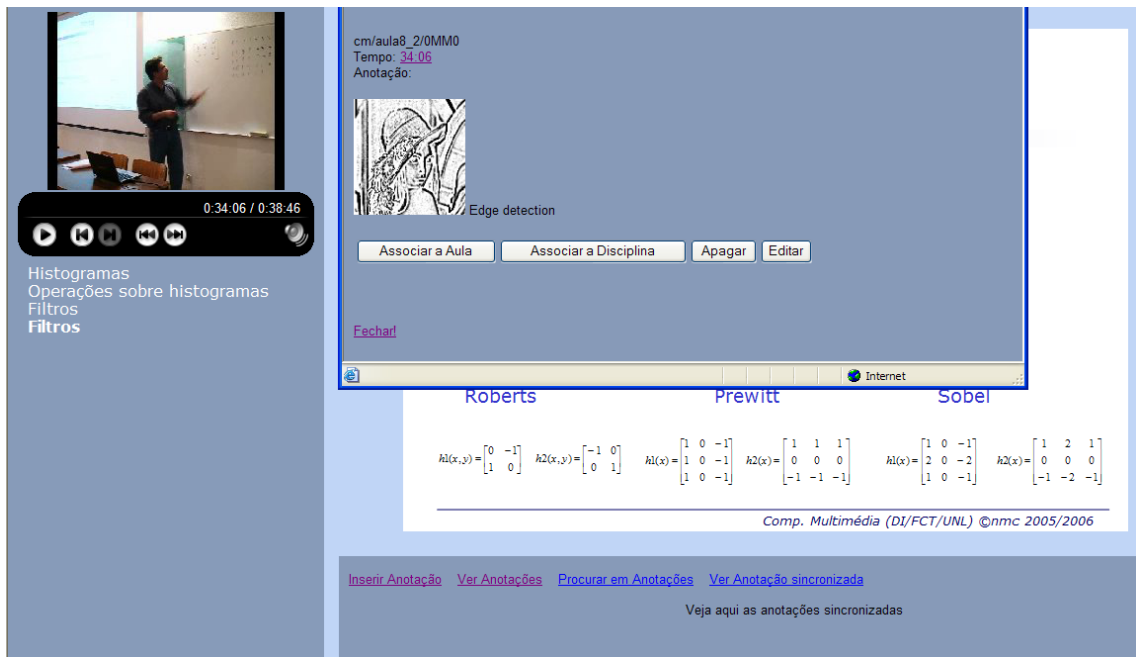 0:34:06 / 0:38:46
Histogramas
Operações sobre histogramas
Filtros
Filtros
cm/aula8_2/0MM0
Tempo: 34:06
Anotação:
Edge detection
Associar a Aula Associar a Disciplina Apagar Editar
Fechar!
Internet
Roberts Prewitt Sobel
h1(x,y)=[0 -1; 1 0] h2(x,y)=[-1 0; 0 1] h1(x)=[1 0 -1; 1 0 -1; 1 0 -1] h2(x)=[1 1 1; 0 0 0; -1 -1 -1] h1(x)=[1 0 -1; 2 0 -2; 1 0 -1] h2(x)=[1 2 1; 0 0 0; -1 -2 -1]
Comp. Multimédia (DI/FCT/UNL) ©nmc 2005/2006
Inserir Anotação Ver Anotações Procurar em Anotações Ver Anotação sincronizada
Veja aqui as anotações sincronizadas